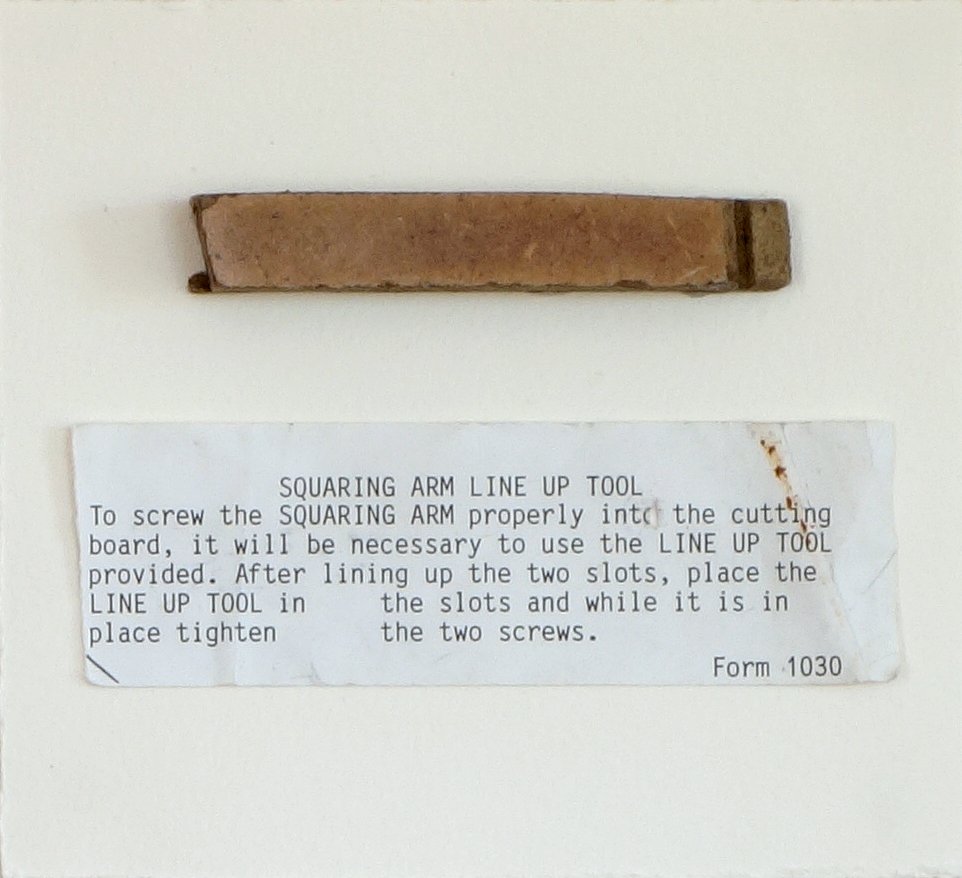 SQUARING ARM LINE UP TOOL
To screw the SQUARING ARM properly into the cutting
board, it will be necessary to use the LINE UP TOOL
provided. After lining up the two slots, place the
LINE UP TOOL in the slots and while it is in
place tighten the two screws.
Form 1030